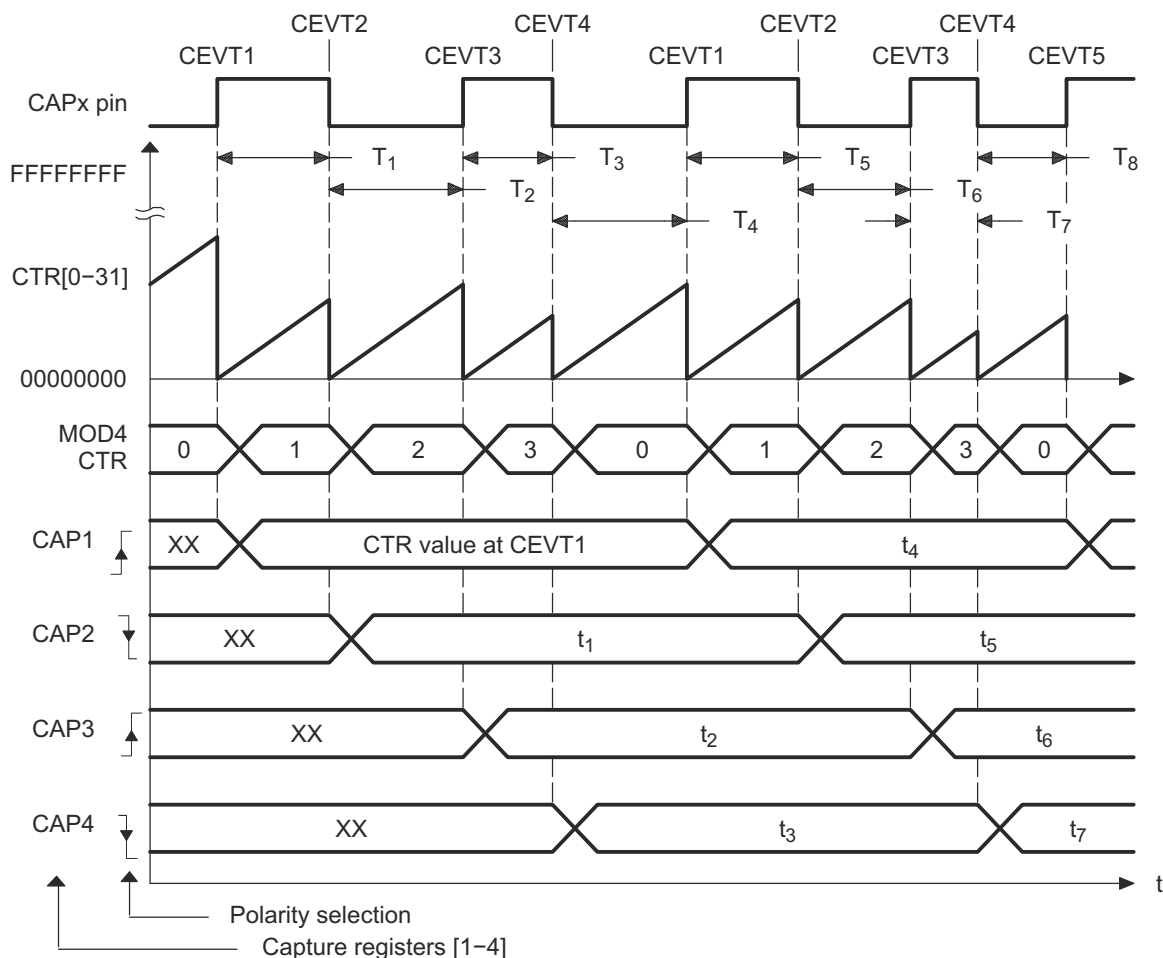 CEVT2 CEVT4 CEVT2 CEVT4
CEVT1 CEVT3 CEVT1 CEVT3 CEVT5
CAPx pin
FFFFFFFF
T1 T3 T5 T8
T2 T6
T4 T7
CTR[0−31]
00000000
MOD4
CTR
0 1 2 3 0 1 2 3 0
CAP1 XX CTR value at CEVT1 t4
CAP2 XX t1 t5
CAP3 XX t2 t6
CAP4 XX t3 t7
t
Polarity selection
Capture registers [1−4]